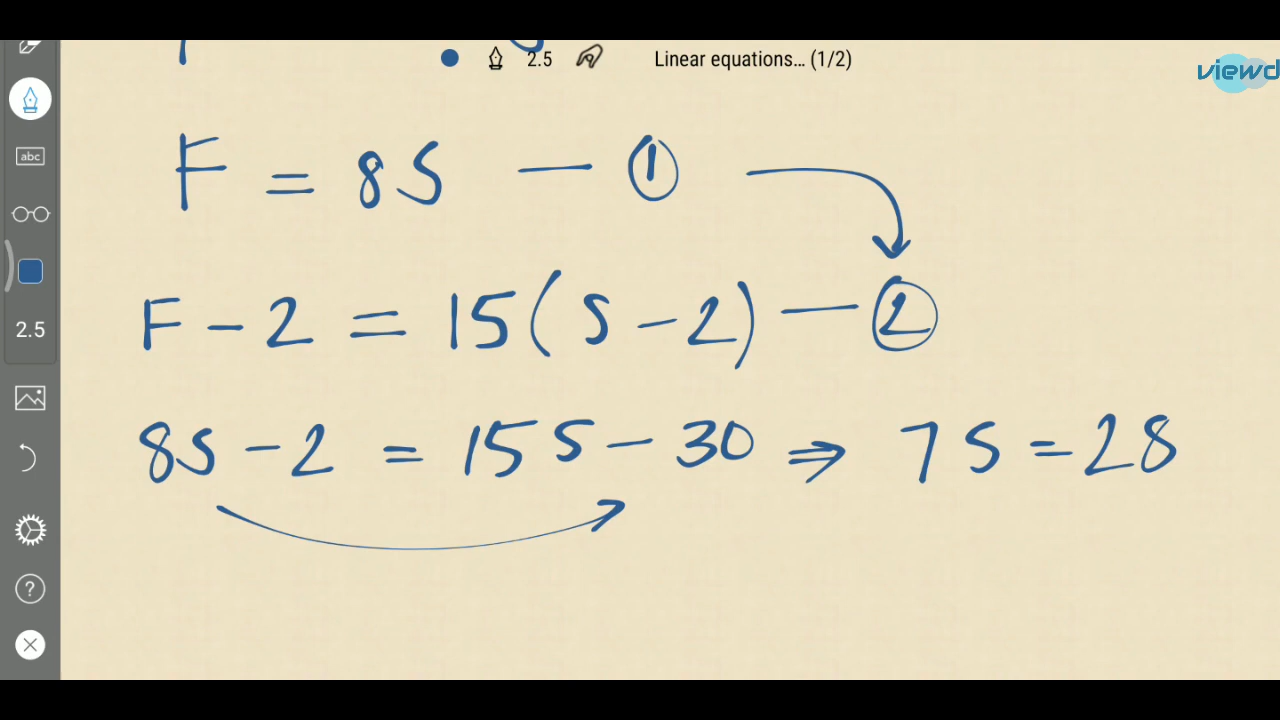 2.5 Linear equations... (1/2)
viewd
abc
2.5
?
F = 8S — ①
F - 2 = 15(S - 2) — ②
8S - 2 = 15S - 30 ⇒ 7S = 28